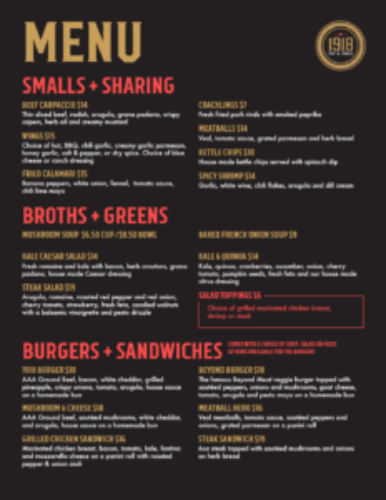 MENU
1918
TAP & TABLE
SMALLS + SHARING
BEEF CARPACCIO $14
Thin sliced beef, radish, arugula, grana padano, crispy
capers, herb oil and creamy mustard
WINGS $15
Choice of hot, BBQ, chili garlic, creamy garlic parmesan,
honey garlic, salt & pepper, or dry spice. Choice of blue
cheese or ranch dressing
FRIED CALAMARI $15
Banana peppers, white onion, fennel, tomato sauce,
chili lime mayo
CRACKLINGS $7
Fresh fried pork rinds with smoked paprika
MEATBALLS $14
Veal, tomato sauce, grated parmesan and herb bread
KETTLE CHIPS $10
House made kettle chips served with spinach dip
SPICY SHRIMP $14
Garlic, white wine, chili flakes, arugula and dill cream
BROTHS + GREENS
MUSHROOM SOUP $6.50 CUP /$8.50 BOWL
BAKED FRENCH ONION SOUP $9
KALE CAESAR SALAD $14
Fresh romaine and kale with bacon, herb croutons, grana
padano, house made Caesar dressing
STEAK SALAD $19
Arugula, romaine, roasted red pepper and red onion,
cherry tomato, strawberry, fresh feta, candied walnuts
with a balsamic vinaigrette and pesto drizzle
KALE & QUINOA $14
Kale, quinoa, cranberries, cucumber, onion, cherry
tomato, pumpkin seeds, fresh feta and our house made
citrus dressing
SALAD TOPPINGS $6
Choice of grilled marinated chicken breast,
shrimp or steak
BURGERS + SANDWICHES
COMES WITH A CHOICE OF SOUP, SALAD OR FRIES
1918 BURGER $18
AAA Ground Beef, bacon, white cheddar, grilled
pineapple, crispy onions, tomato, arugula, house sauce
on a homemade bun
MUSHROOM & CHEESE $18
AAA Ground beef, sautéed mushrooms, white cheddar,
and arugula, house sauce on a homemade bun
GRILLED CHICKEN SANDWICH $16
Marinated chicken breast, bacon, tomato, kale, fontina
and mozzarella cheese on a panini roll with roasted
pepper & onion aioli
BEYOND BURGER $18
The famous Beyond Meat veggie burger topped with
sautéed peppers, onions and mushrooms, goat cheese,
tomato, arugula and pesto mayo on a homemade bun
MEATBALL HERO $16
Veal meatballs, tomato sauce, sautéed peppers and
onions, grated parmesan on a panini roll
STEAK SANDWICH $19
6oz steak topped with sautéed mushrooms and onions
on herb bread